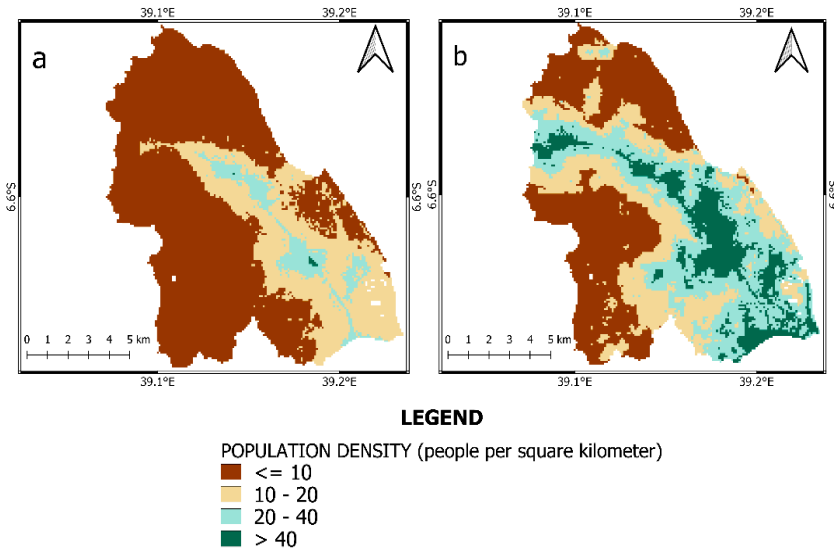 39.1°E 39.2°E 39.1°E 39.2°E
a b
6.6°S 6.6°S 6.6°S
0 1 2 3 4 5 km 0 1 2 3 4 5 km
39.1°E 39.2°E 39.1°E 39.2°E
LEGEND
POPULATION DENSITY (people per square kilometer)
<= 10
10 - 20
20 - 40
> 40